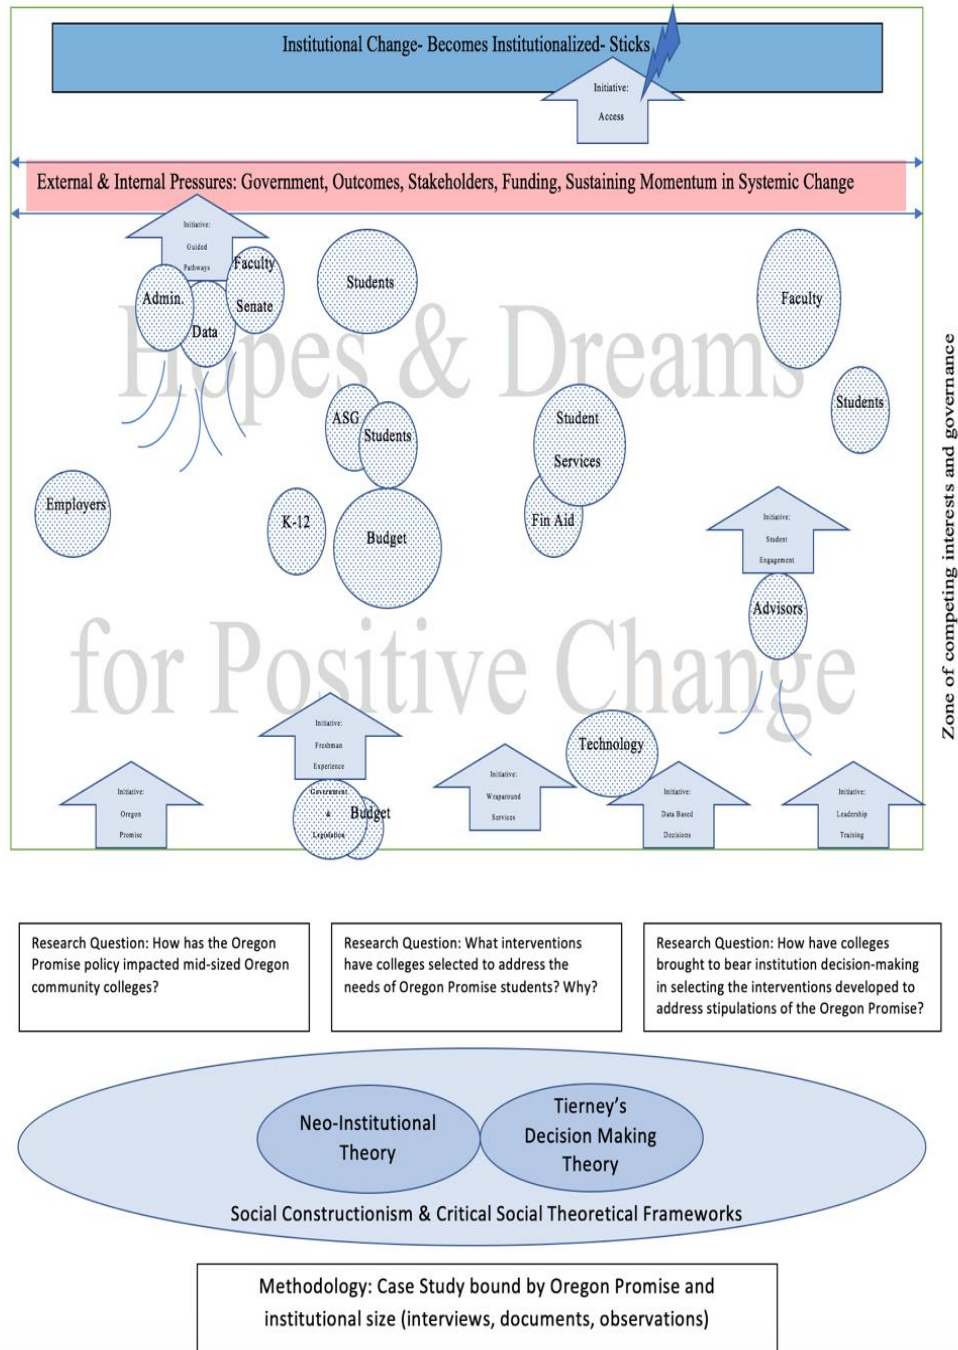 Institutional Change- Becomes Institutionalized- Sticks
Initiative:
Access
External & Internal Pressures: Government, Outcomes, Stakeholders, Funding, Sustaining Momentum in Systemic Change
Initiative:
Guided
Pathways
Admin.
Data
Faculty
Senate
Students
Faculty
Hopes & Dreams
Students
ASG
Students
Student
Services
Employers
K-12
Budget
Fin Aid
Initiative:
Student
Engagement
Advisors
for Positive Change
Zone of competing interests and governance
Initiative:
Freshman
Experience
Technology
Initiative:
Oregon
Promise
Government
&
Legislation
Budget
Initiative:
Wraparound
Services
Initiative:
Data Based
Decisions
Initiative:
Leadership
Training
Research Question: How has the Oregon
Promise policy impacted mid-sized Oregon
community colleges?
Research Question: What interventions
have colleges selected to address the
needs of Oregon Promise students? Why?
Research Question: How have colleges
brought to bear institution decision-making
in selecting the interventions developed to
address stipulations of the Oregon Promise?
Neo-Institutional
Theory
Tierney’s
Decision Making
Theory
Social Constructionism & Critical Social Theoretical Frameworks
Methodology: Case Study bound by Oregon Promise and
institutional size (interviews, documents, observations)